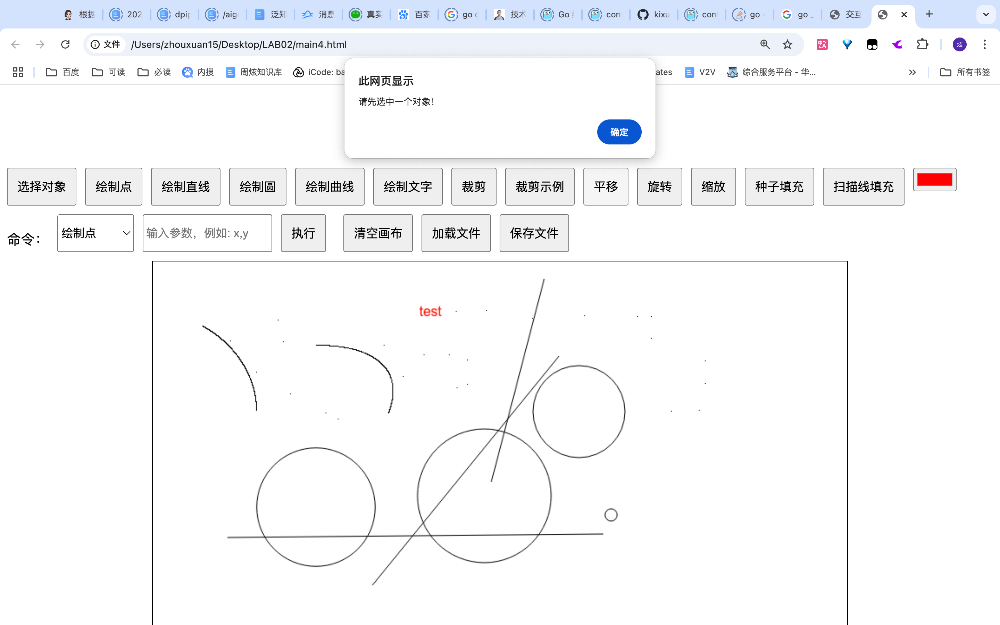 根据 202 dpip /aig 泛知 消息 真实 百家 go c 技术 Go con kixu con go - go _ 交互
文件 /Users/zhouxuan15/Desktop/LAB02/main4.html 炫
百度 可读 必读 内搜 周炫知识库 iCode: ba ates V2V 综合服务平台 - 华... 所有书签
此网页显示
请先选中一个对象！
确定
选择对象 绘制点 绘制直线 绘制圆 绘制曲线 绘制文字 裁剪 裁剪示例 平移 旋转 缩放 种子填充 扫描线填充
命令： 绘制点 输入参数，例如: x,y 执行 清空画布 加载文件 保存文件
test